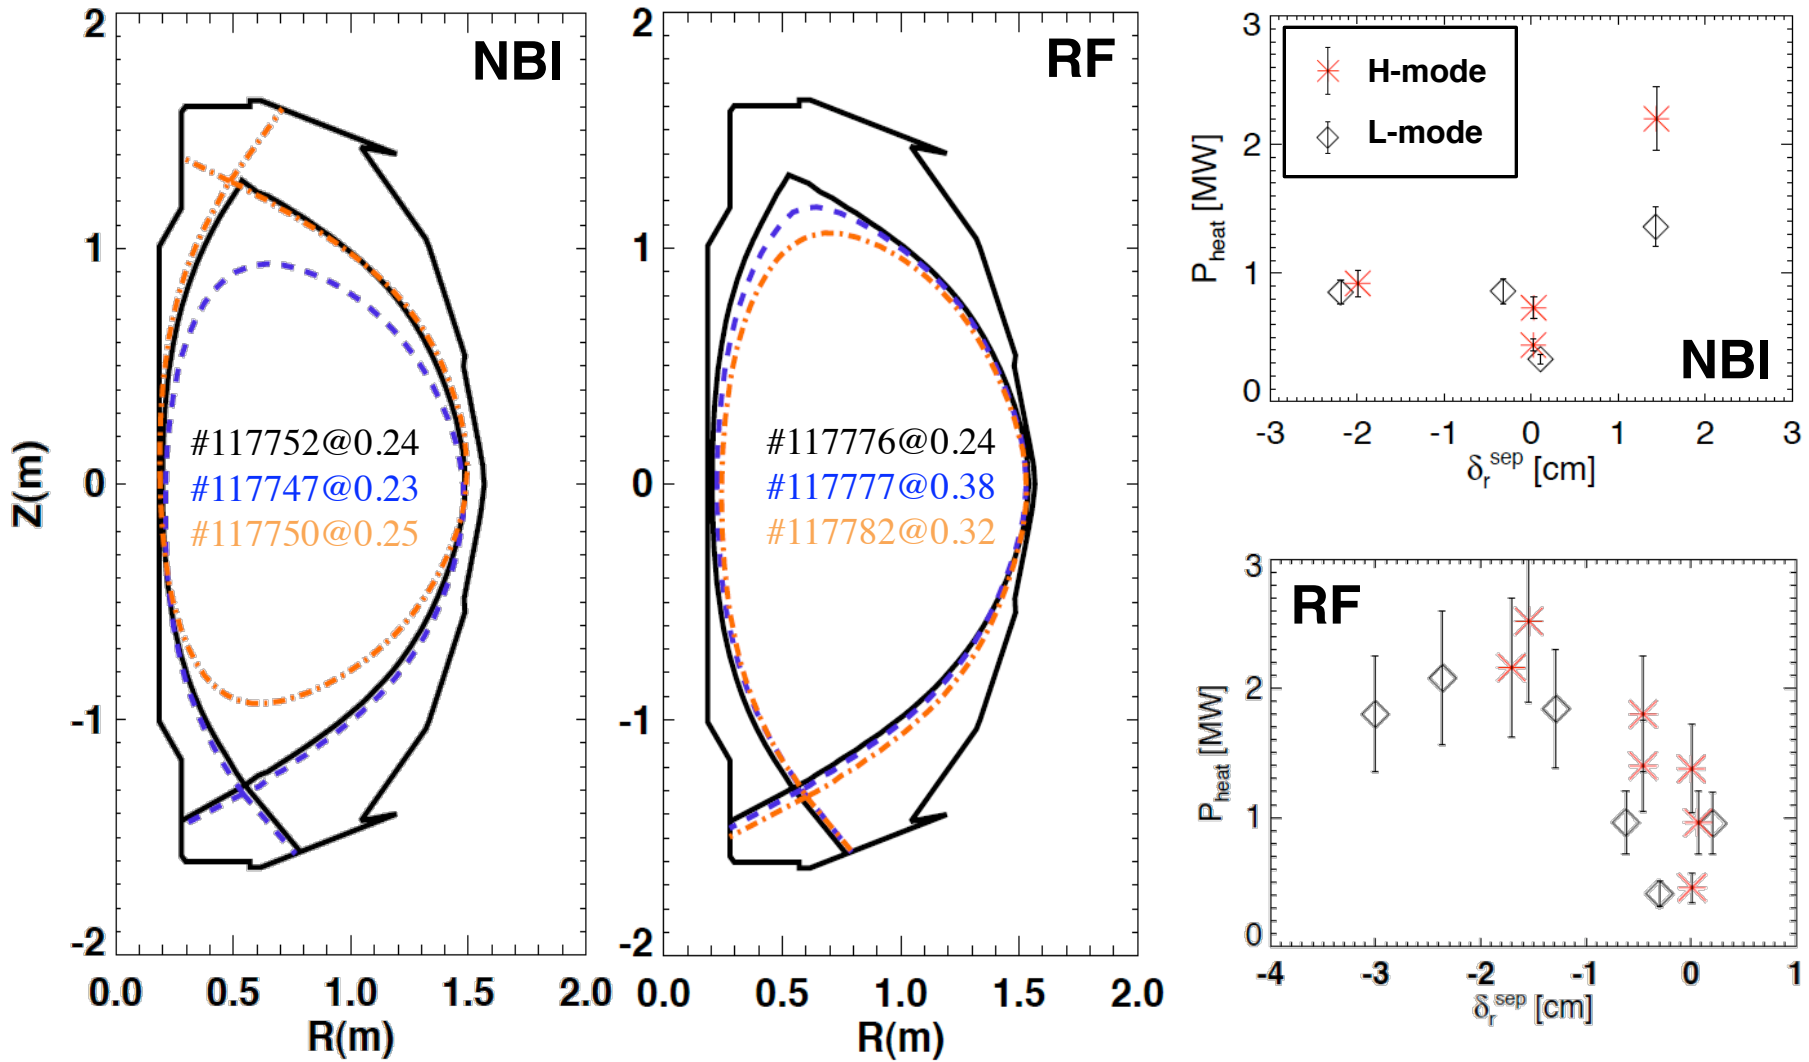 NBI
2
1
0
-1
-2
Z(m)
#117752@0.24
#117747@0.23
#117750@0.25
0.0 0.5 1.0 1.5 2.0
R(m)
RF
2
1
0
-1
-2
#117776@0.24
#117777@0.38
#117782@0.32
0.0 0.5 1.0 1.5 2.0
R(m)
H-mode
L-mode
3
2
1
0
P_heat [MW]
NBI
-3 -2 -1 0 1 2 3
δ_r^sep [cm]
RF
3
2
1
0
P_heat [MW]
-4 -3 -2 -1 0 1
δ_r^sep [cm]